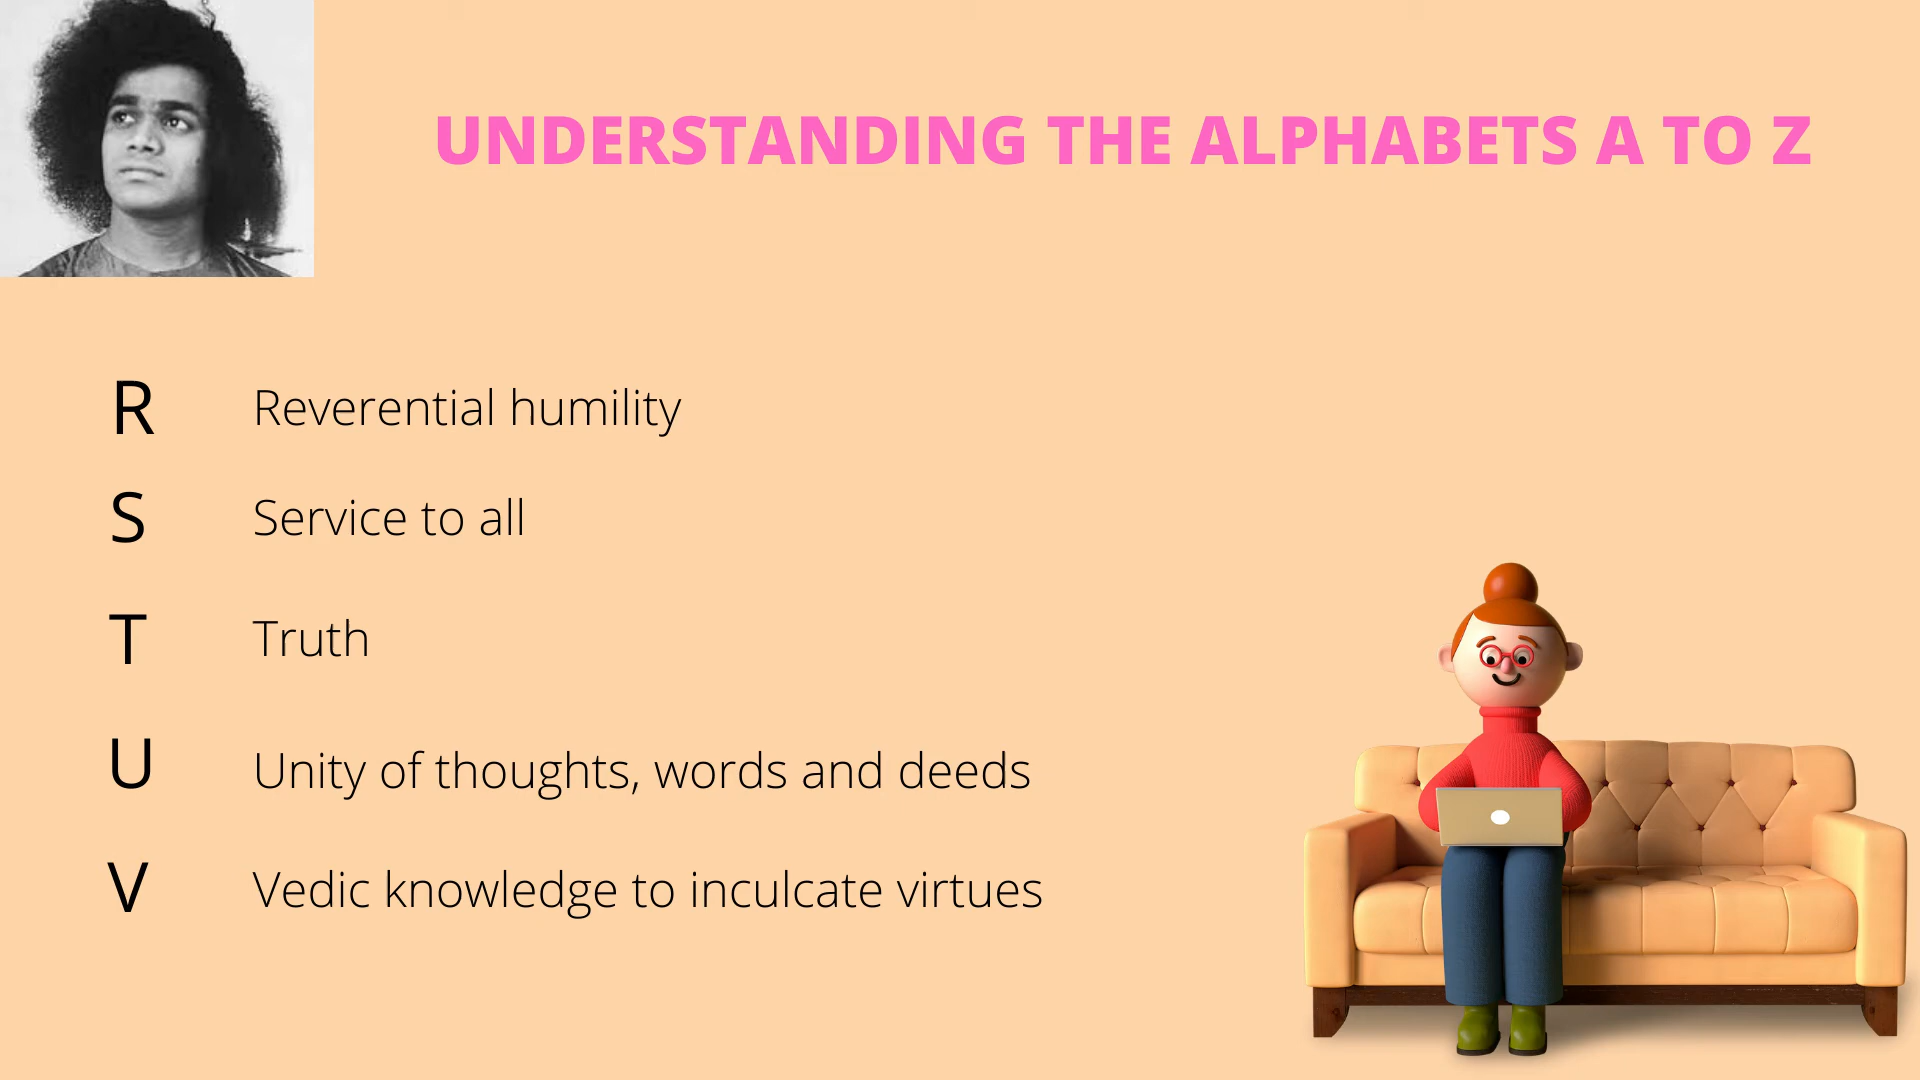 UNDERSTANDING THE ALPHABETS A TO Z
R Reverential humility
S Service to all
T Truth
U Unity of thoughts, words and deeds
V Vedic knowledge to inculcate virtues